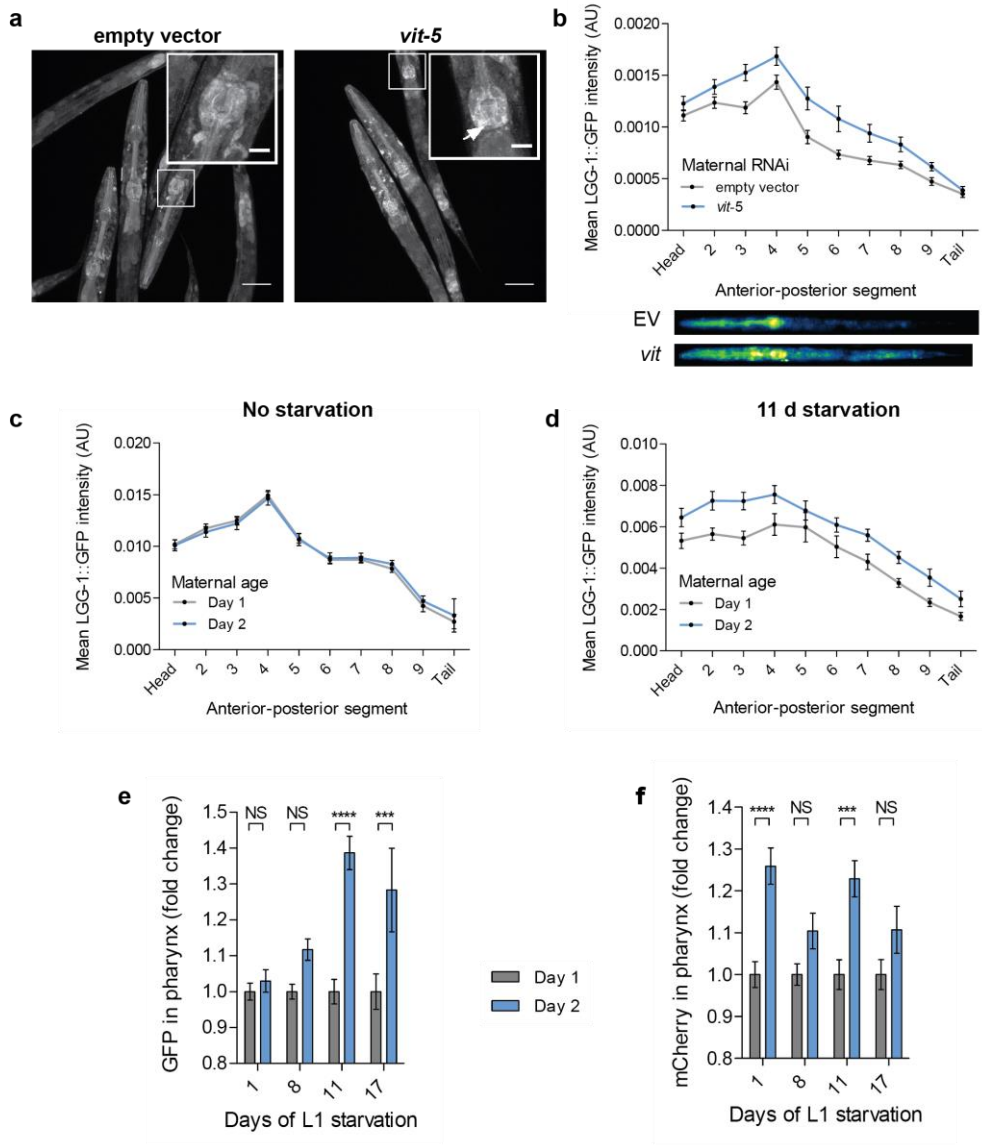 a
empty vector
vit-5
b
Mean LGG-1::GFP intensity (AU)
0.0020
0.0015
0.0010
0.0005
0.0000
Maternal RNAi
empty vector
vit-5
Head 2 3 4 5 6 7 8 9 Tail
Anterior-posterior segment
EV
vit
c
No starvation
Mean LGG-1::GFP intensity (AU)
0.020
0.015
0.010
0.005
0.000
Maternal age
Day 1
Day 2
Head 2 3 4 5 6 7 8 9 Tail
Anterior-posterior segment
d
11 d starvation
Mean LGG-1::GFP intensity (AU)
0.010
0.008
0.006
0.004
0.002
0.000
Maternal age
Day 1
Day 2
Head 2 3 4 5 6 7 8 9 Tail
Anterior-posterior segment
e
GFP in pharynx (fold change)
1.5
1.4
1.3
1.2
1.1
1.0
0.9
0.8
NS NS **** ***
1 8 11 17
Days of L1 starvation
Day 1
Day 2
f
mCherry in pharynx (fold change)
1.4
1.3
1.2
1.1
1.0
0.9
0.8
**** NS *** NS
1 8 11 17
Days of L1 starvation